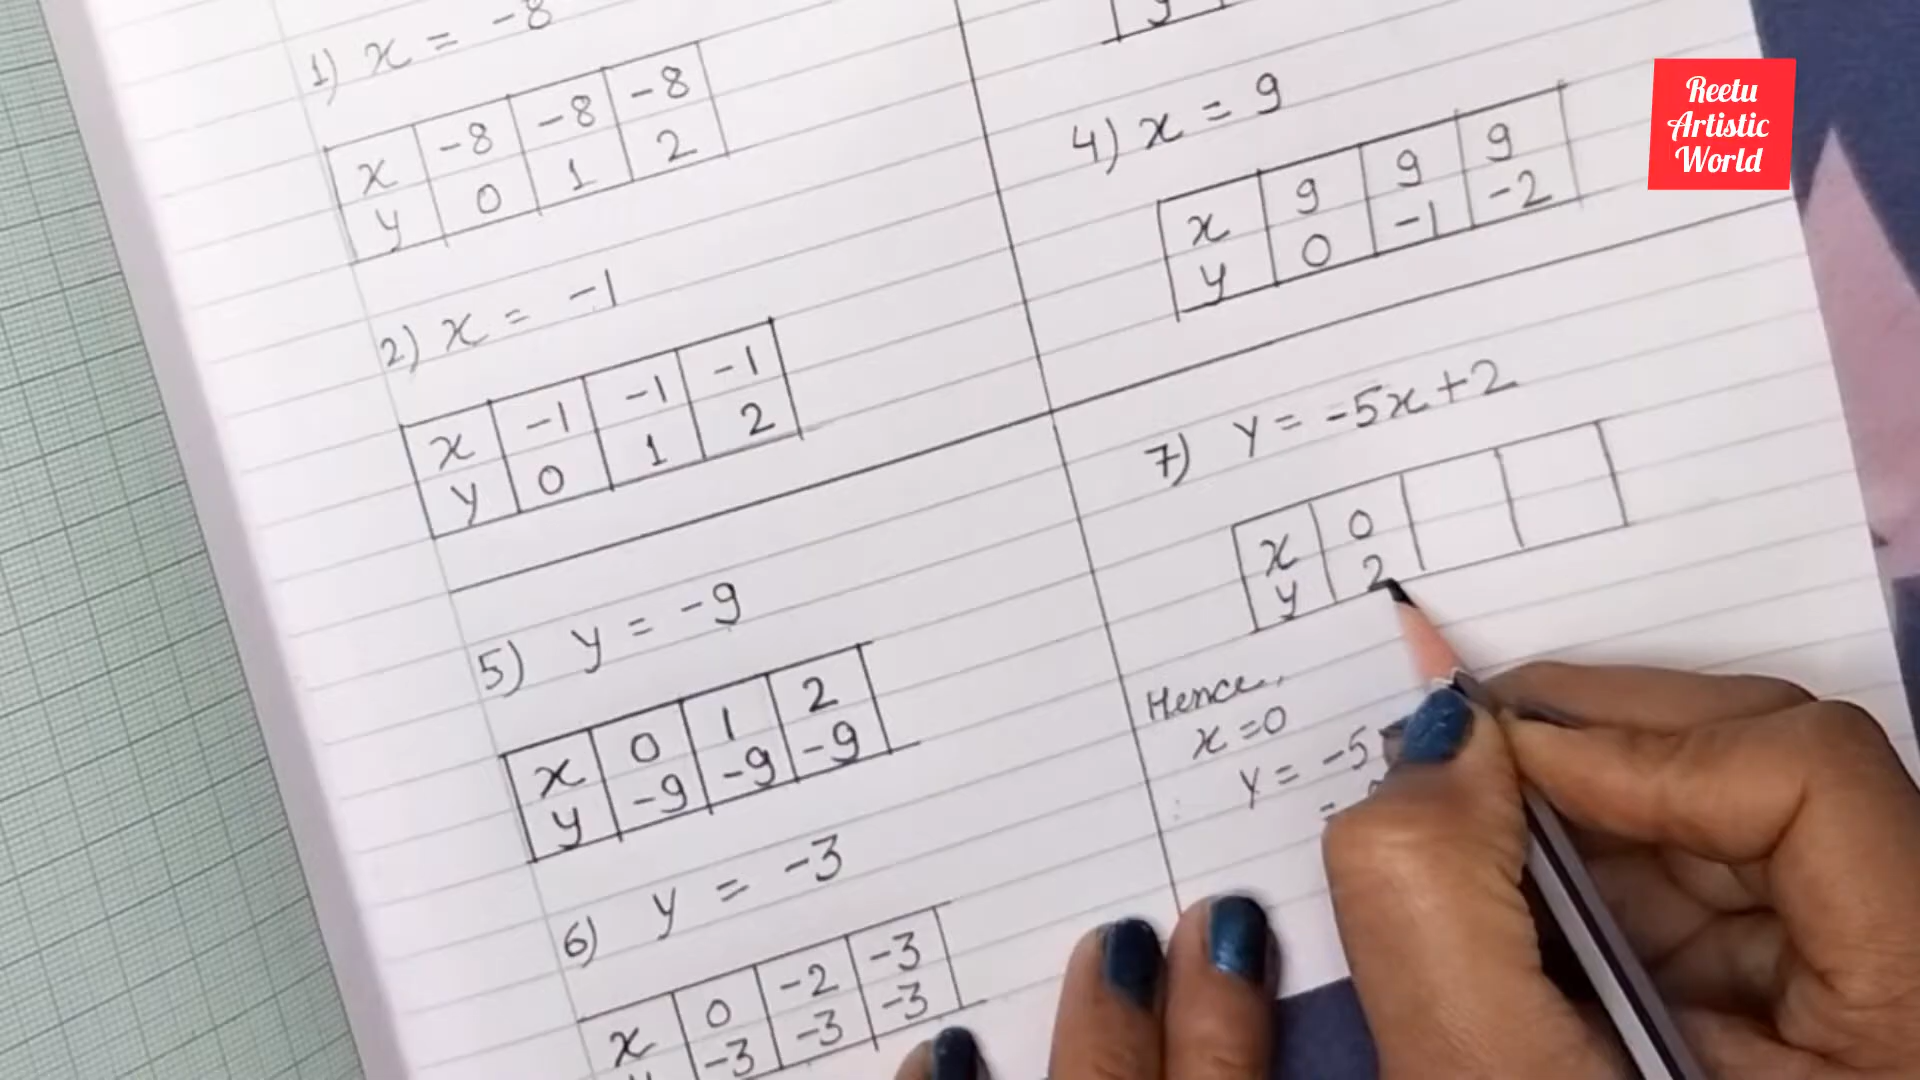 1) x = -8
x -8 -8 -8
y 0 1 2
2) x = -1
x -1 -1 -1
y 0 1 2
5) y = -9
x 0 1 2
y -9 -9 -9
6) y = -3
x 0 -2 -3
y -3 -3 -3
y
4) x = 9
x 9 9 9
y 0 -1 -2
7) y = -5x+2
x 0
y 2
Hence,
x=0
y = -5
=
Reetu
Artistic
World